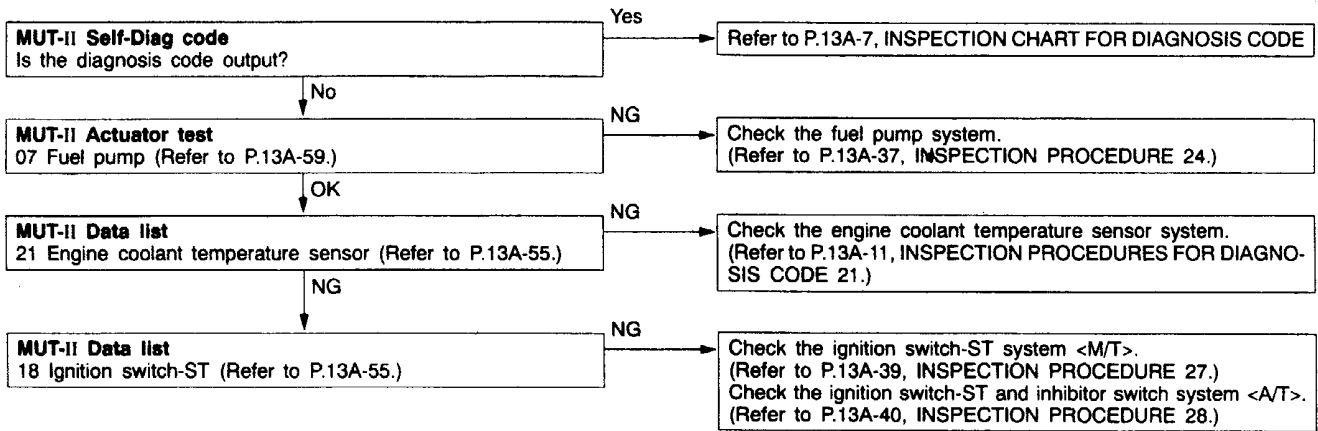 MUT-II Self-Diag code
Is the diagnosis code output?
Yes
Refer to P.13A-7, INSPECTION CHART FOR DIAGNOSIS CODE
No
MUT-II Actuator test
07 Fuel pump (Refer to P.13A-59.)
NG
Check the fuel pump system.
(Refer to P.13A-37, INSPECTION PROCEDURE 24.)
OK
MUT-II Data list
21 Engine coolant temperature sensor (Refer to P.13A-55.)
NG
Check the engine coolant temperature sensor system.
(Refer to P.13A-11, INSPECTION PROCEDURES FOR DIAGNO-
SIS CODE 21.)
NG
MUT-II Data list
18 Ignition switch-ST (Refer to P.13A-55.)
NG
Check the ignition switch-ST system <M/T>.
(Refer to P.13A-39, INSPECTION PROCEDURE 27.)
Check the ignition switch-ST and inhibitor switch system <A/T>.
(Refer to P.13A-40, INSPECTION PROCEDURE 28.)